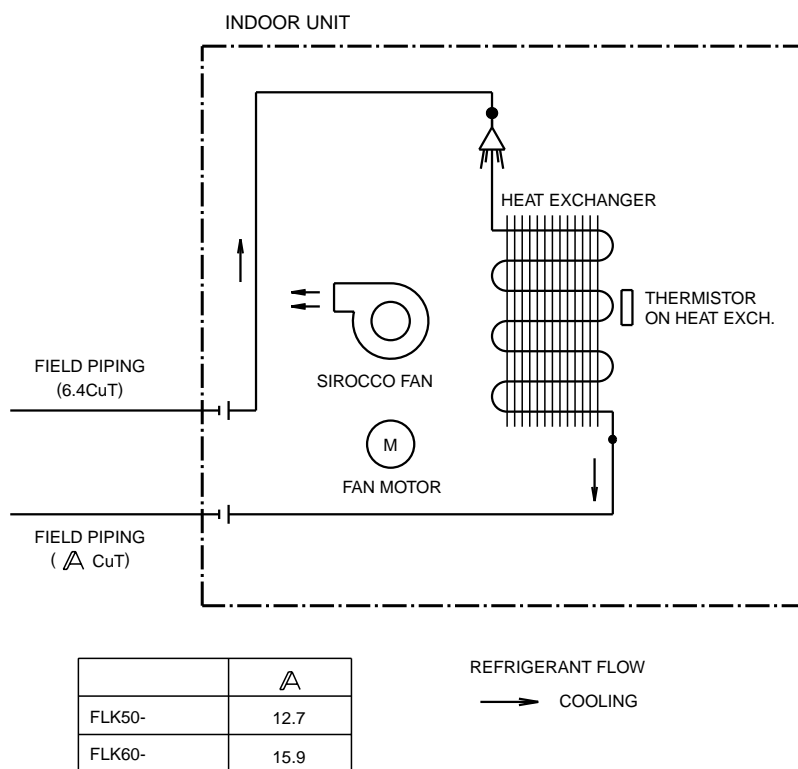 INDOOR UNIT
HEAT EXCHANGER
THERMISTOR
ON HEAT EXCH.
SIROCCO FAN
FIELD PIPING
(6.4CuT)
M
FAN MOTOR
FIELD PIPING
( A CuT)
A
FLK50- 12.7
FLK60- 15.9
REFRIGERANT FLOW
COOLING